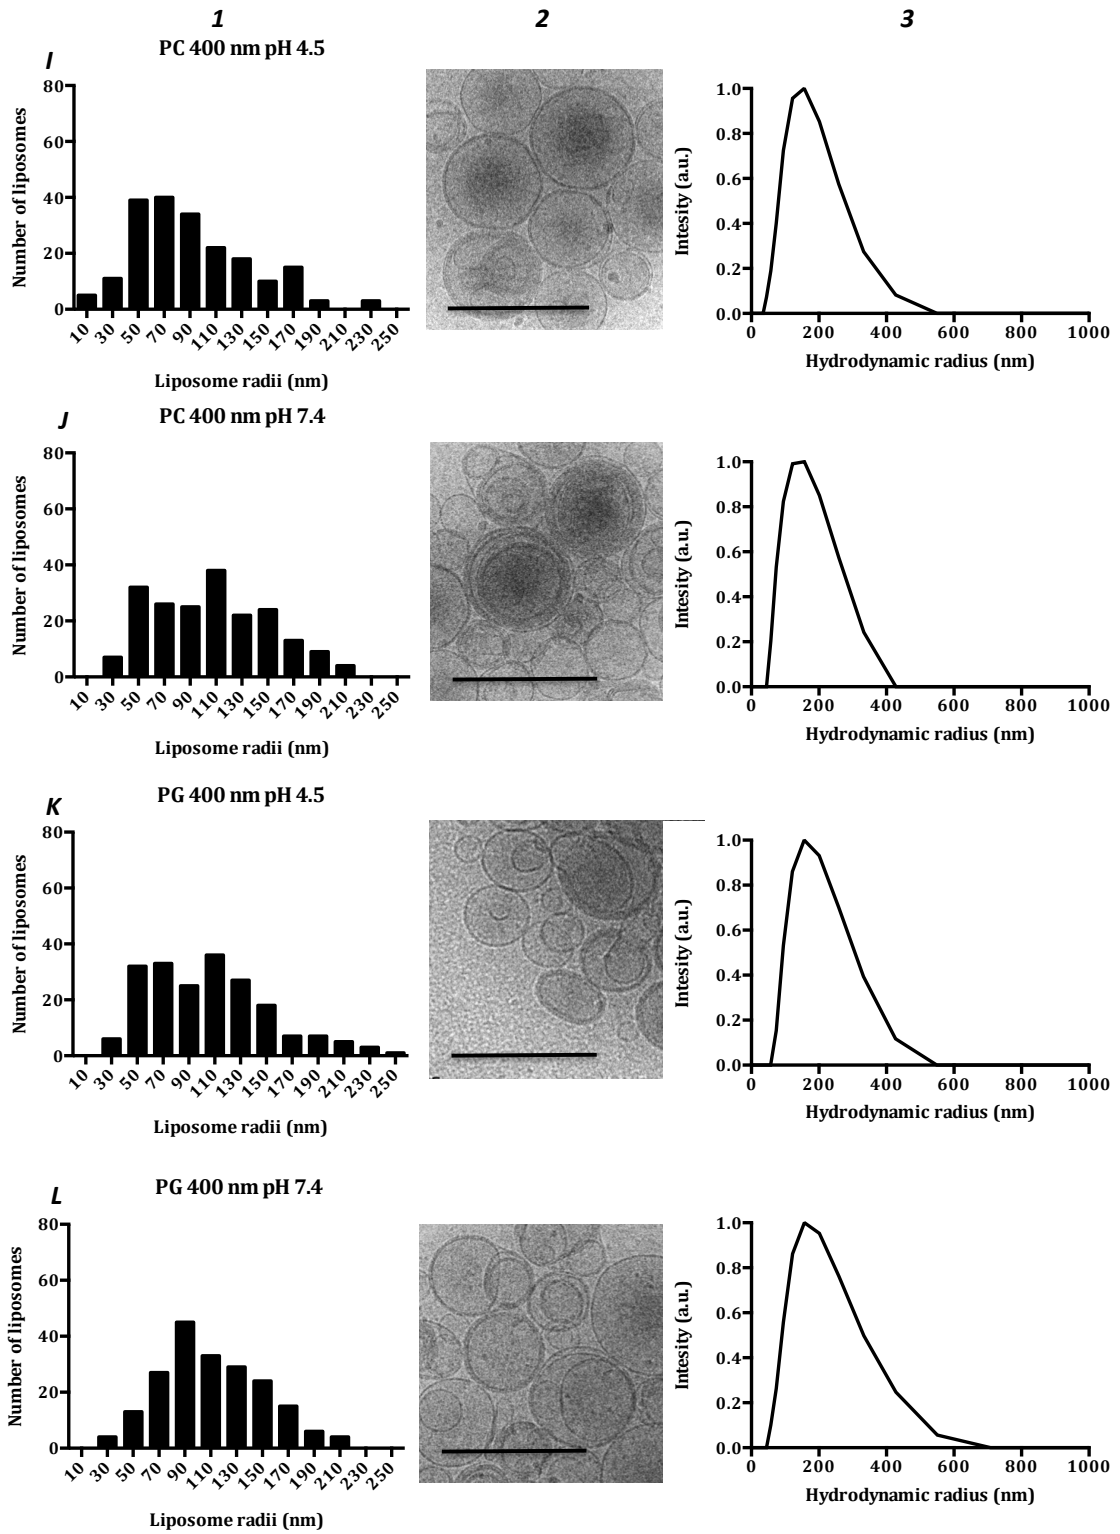 1 2 3
I PC 400 nm pH 4.5
Number of liposomes
80
60
40
20
0
10 30 50 70 90 110 130 150 170 190 210 230 250
Liposome radii (nm)
Intesity (a.u.)
1.0
0.8
0.6
0.4
0.2
0.0
0 200 400 600 800 1000
Hydrodynamic radius (nm)
J PC 400 nm pH 7.4
Number of liposomes
80
60
40
20
0
10 30 50 70 90 110 130 150 170 190 210 230 250
Liposome radii (nm)
Intesity (a.u.)
1.0
0.8
0.6
0.4
0.2
0.0
0 200 400 600 800 1000
Hydrodynamic radius (nm)
K PG 400 nm pH 4.5
Number of liposomes
80
60
40
20
0
10 30 50 70 90 110 130 150 170 190 210 230 250
Liposome radii (nm)
Intesity (a.u.)
1.0
0.8
0.6
0.4
0.2
0.0
0 200 400 600 800 1000
Hydrodynamic radius (nm)
L PG 400 nm pH 7.4
Number of liposomes
80
60
40
20
0
10 30 50 70 90 110 130 150 170 190 210 230 250
Liposome radii (nm)
Intesity (a.u.)
1.0
0.8
0.6
0.4
0.2
0.0
0 200 400 600 800 1000
Hydrodynamic radius (nm)